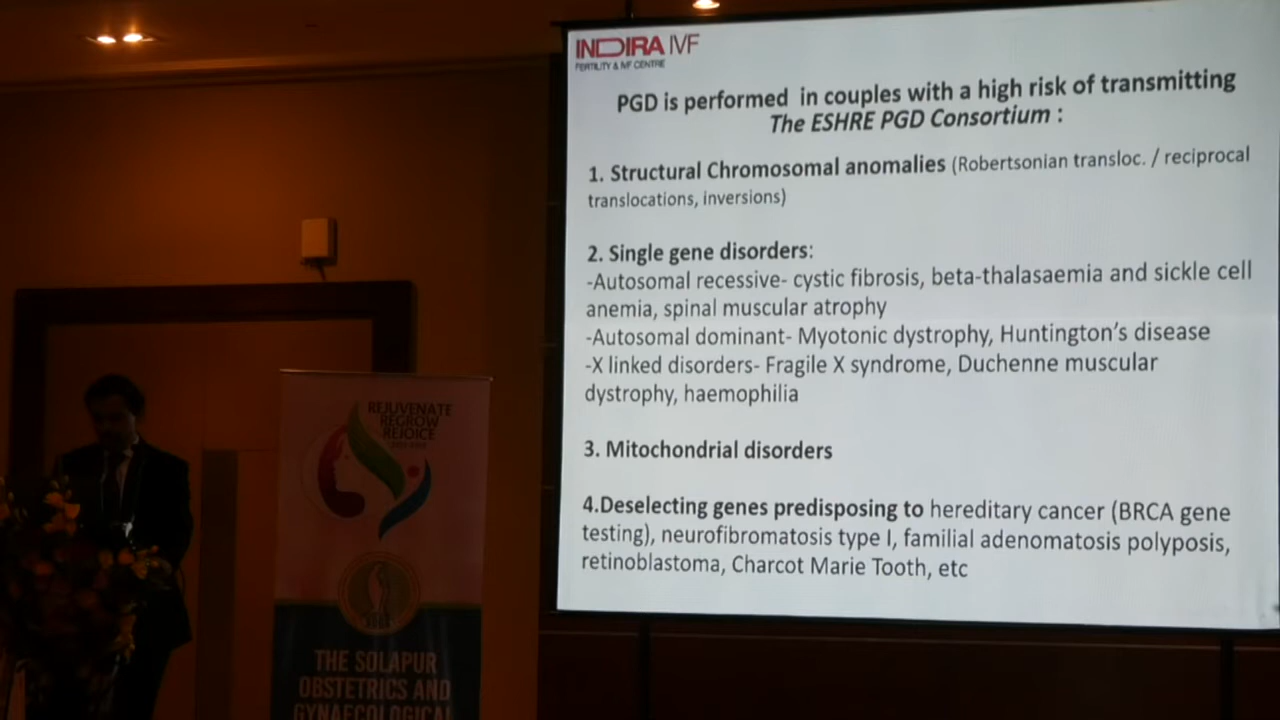 INDIRA IVF
FERTILITY & IVF CENTRE
PGD is performed in couples with a high risk of transmitting
The ESHRE PGD Consortium :
1. Structural Chromosomal anomalies (Robertsonian transloc. / reciprocal
translocations, inversions)
2. Single gene disorders:
-Autosomal recessive- cystic fibrosis, beta-thalasaemia and sickle cell
anemia, spinal muscular atrophy
-Autosomal dominant- Myotonic dystrophy, Huntington's disease
-X linked disorders- Fragile X syndrome, Duchenne muscular
dystrophy, haemophilia
3. Mitochondrial disorders
4.Deselecting genes predisposing to hereditary cancer (BRCA gene
testing), neurofibromatosis type I, familial adenomatosis polyposis,
retinoblastoma, Charcot Marie Tooth, etc
REJUVENATE
REGROW
REJOICE
THE SOLAPUR
OBSTETRICS AND
GYNAECOLOGICAL